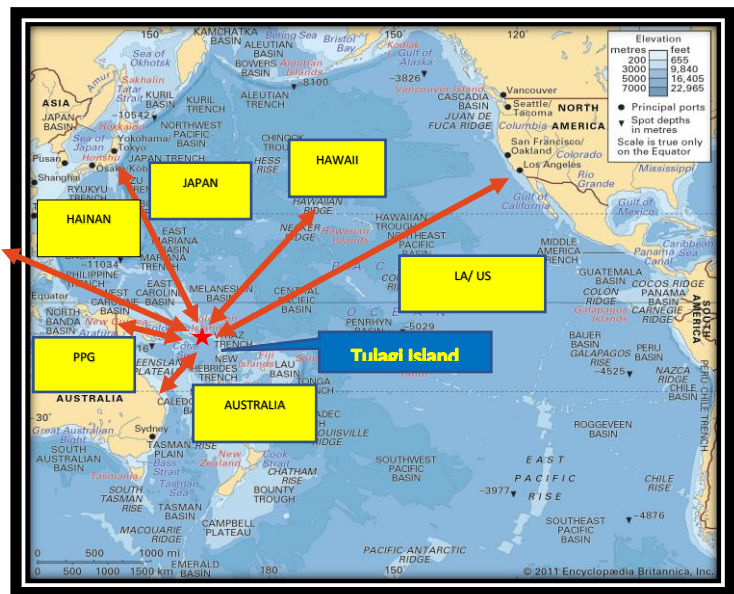 150°
KAMCHATKA
BASIN
Sea of
Okhotsk
ALEUTIAN
BASIN
BOWERS
BASIN
Bering Sea
Bristol
Bay
Aleutian
Islands
-8100
150°
Kodiak
Gulf of
Alaska
-3826
Vancouver Island
CASCADIA
BASIN
JUAN DE
FUCA RIDGE
120°
Vancouver
Seattle/
Tacoma
NORTH
AMERICA
Columbia
San Francisco/
Oakland
Los Angeles
Colorado
Rio
Grande
Mississippi
Gulf of
California
Gulf of
Mexico
Elevation
metres feet
200 655
3000 9,840
5000 16,405
7000 22,965
Principal ports
Spot depths
in metres
Scale is true only
on the Equator
Amur
Sakhalin
Tatar
Strait
ASIA
JAPAN
BASIN
KURIL
BASIN
KURIL
TRENCH
-10542
ALEUTIAN
TRENCH
Hokkaido
Sea of
Japan
NORTHWEST
PACIFIC
BASIN
Yokohama/
Tokyo
Pusan
Honshu
JAPAN TRENCH
Osaka/Kob
Shanghai
RYUKYU
TRENCH
HESS
RISE
JAPAN
HAWAII
HAINAN
HAWAIIAN
RIDGE
NECKER
RIDGE
Hawaiian
Islands
HAWAIIAN
TROUGH
NORTHEAST
PACIFIC
BASIN
EAST
MARIANA
BASIN
MARIANA
TRENCH
-11034
PHILIPPINE
TRENCH
MIDDLE
AMERICA
TRENCH
Caribbean
Sea
Panama
Canal
GUATEMALA
BASIN
COCOS RIDGE
COLÓN
RIDGE
PANAMA
BASIN
CARNEGIE
RIDGE
Galapagos
Islands
SOUTH
AMERICA
LA/ US
Equator
EAST
CAROLINE
BASIN
WEST
CAROLINE
BASIN
MELANESIAN
BASIN
CENTRAL
PACIFIC
BASIN
NORTH
BANDA
BASIN
PENRHYN
BASIN
-5029
BAUER
BASIN
GALAPAGOS
RISE
PERU
BASIN
-4525
NAZCA
RIDGE
CHILE
BASIN
PERU CHILE TRENCH
Tulagi Island
PPG
NEW
HEBRIDES
TRENCH
Fiji
LAU
BASIN
TONGA
TRENCH
AUSTRALIA
AUSTRALIA
-30°
Great Australian
Bight
Sydney
SOUTH
AUSTRALIAN
BASIN
TASMAN
PLAIN
Bass
Strait
Tasmania
Tasman
Sea
SOUTH
TASMAN
RISE
TASMAN
BASIN
New
Zealand
Cook
Strait
CHATHAM
RISE
BOUNTY
TROUGH
CAMPBELL
PLATEAU
MACQUARIE
RIDGE
EMERALD
BASIN
LOUISVILLE
RIDGE
SOUTHWEST
PACIFIC
BASIN
ROGGEVEEN
BASIN
EAST
PACIFIC
RISE
-3977
CHILE
RISE
SOUTHEAST
PACIFIC
BASIN
-4876
PACIFIC ANTARCTIC
RIDGE
0 500 1000 mi
0 500 1000 1500 km
180°
150°
© 2011 Encyclopædia Britannica, Inc.